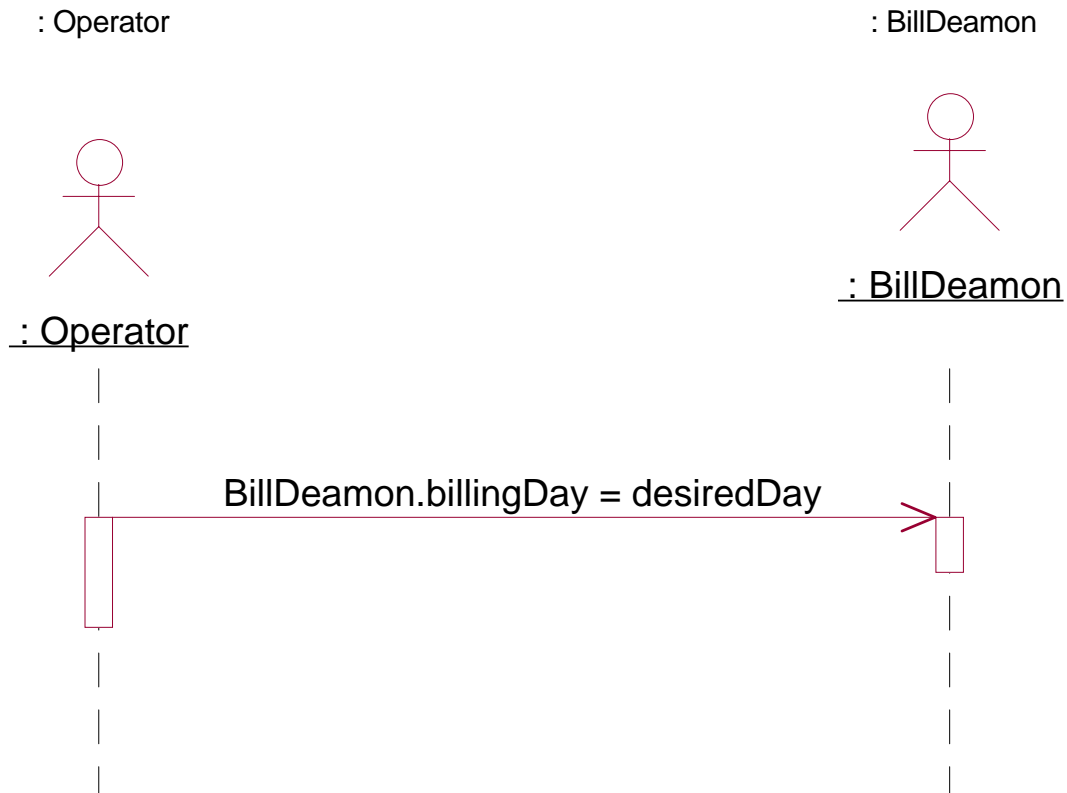 : Operator
: BillDeamon
: BillDeamon
: Operator
BillDeamon.billingDay = desiredDay